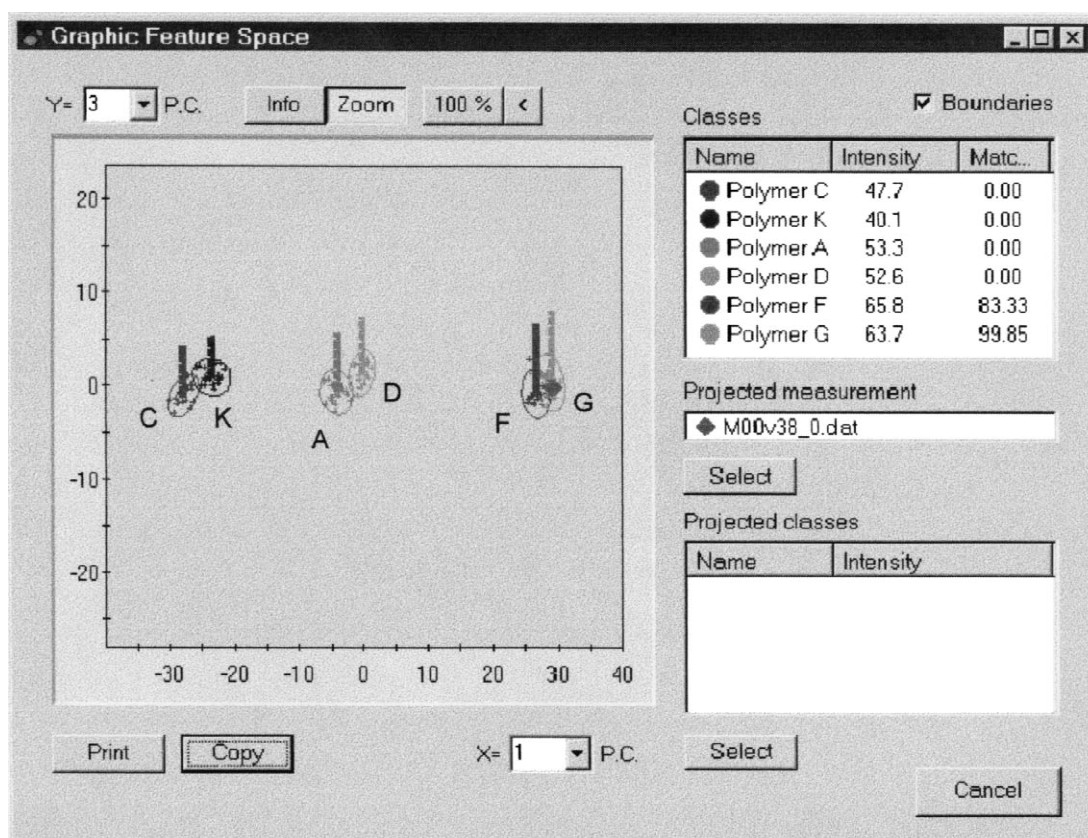 Graphic Feature Space
Y= 3 P.C. Info Zoom 100 % <
Boundaries
Classes
Name Intensity Matc...
Polymer C 47.7 0.00
Polymer K 40.1 0.00
Polymer A 53.3 0.00
Polymer D 52.6 0.00
Polymer F 65.8 83.33
Polymer G 63.7 99.85
20
10
0
-10
-20
C K A D F G
-30 -20 -10 0 10 20 30 40
Projected measurement
M00v38_0.dat
Select
Projected classes
Name Intensity
Print Copy X= 1 P.C. Select
Cancel